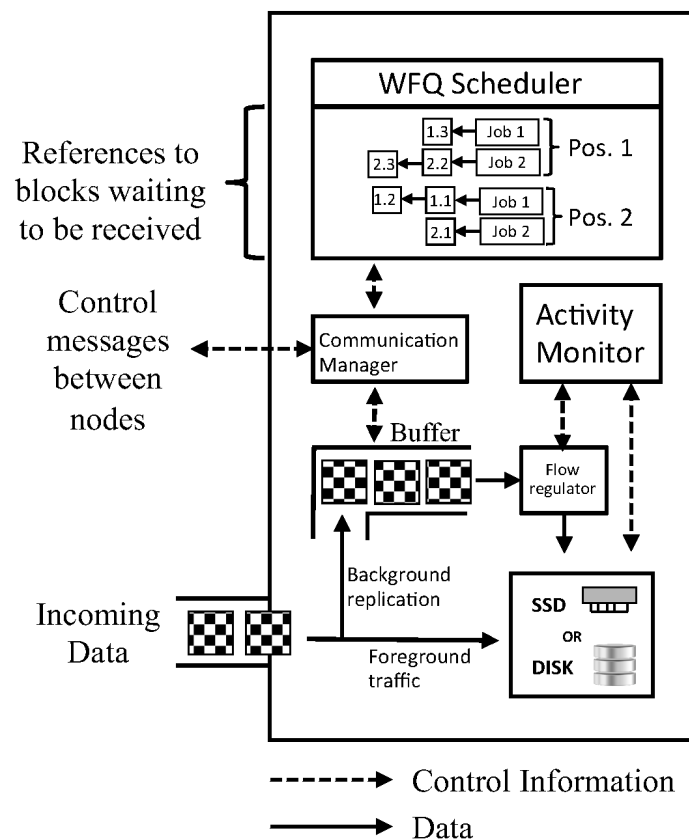 WFQ Scheduler
1.3
Job 1
2.3
2.2
Job 2
Pos. 1
1.2
1.1
Job 1
2.1
Job 2
Pos. 2
References to
blocks waiting
to be received
Control
messages
between
nodes
Communication
Manager
Activity
Monitor
Buffer
Flow
regulator
Background
replication
Incoming
Data
Foreground
traffic
SSD
OR
DISK
Control Information
Data